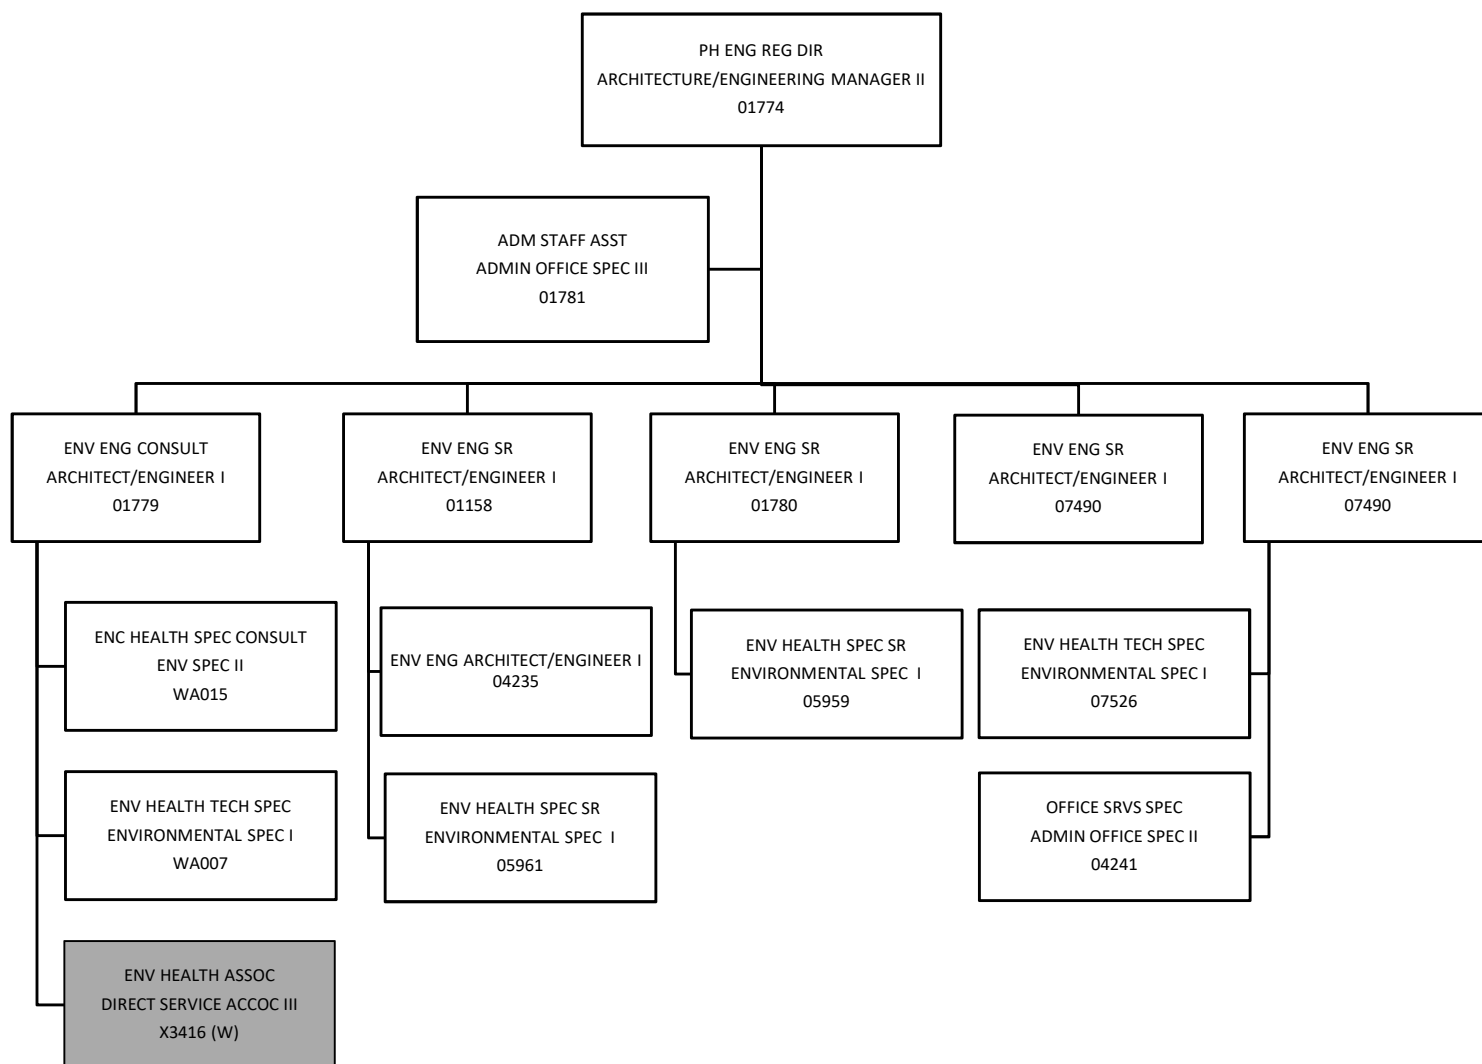 PH ENG REG DIR
ARCHITECTURE/ENGINEERING MANAGER II
01774
ADM STAFF ASST
ADMIN OFFICE SPEC III
01781
ENV ENG CONSULT
ARCHITECT/ENGINEER I
01779
ENV ENG SR
ARCHITECT/ENGINEER I
01158
ENV ENG SR
ARCHITECT/ENGINEER I
01780
ENV ENG SR
ARCHITECT/ENGINEER I
07490
ENV ENG SR
ARCHITECT/ENGINEER I
07490
ENC HEALTH SPEC CONSULT
ENV SPEC II
WA015
ENV ENG ARCHITECT/ENGINEER I
04235
ENV HEALTH SPEC SR
ENVIRONMENTAL SPEC I
05959
ENV HEALTH TECH SPEC
ENVIRONMENTAL SPEC I
07526
ENV HEALTH TECH SPEC
ENVIRONMENTAL SPEC I
WA007
ENV HEALTH SPEC SR
ENVIRONMENTAL SPEC I
05961
OFFICE SRVS SPEC
ADMIN OFFICE SPEC II
04241
ENV HEALTH ASSOC
DIRECT SERVICE ACCOC III
X3416 (W)